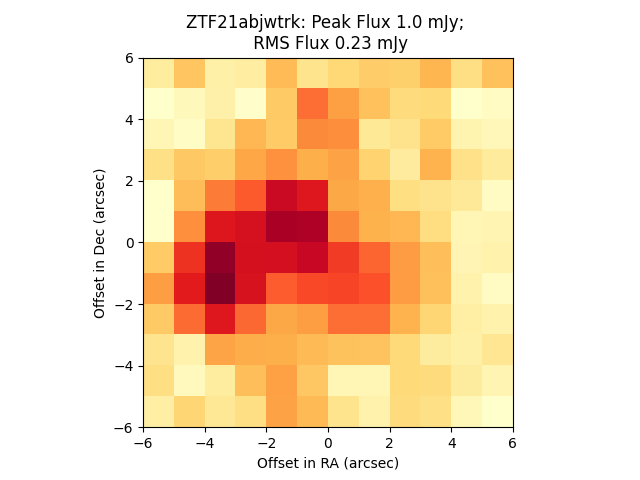 ZTF21abjwtrk: Peak Flux 1.0 mJy;
RMS Flux 0.23 mJy
6
4
2
0
−2
−4
−6
Offset in Dec (arcsec)
−6 −4 −2 0 2 4 6
Offset in RA (arcsec)